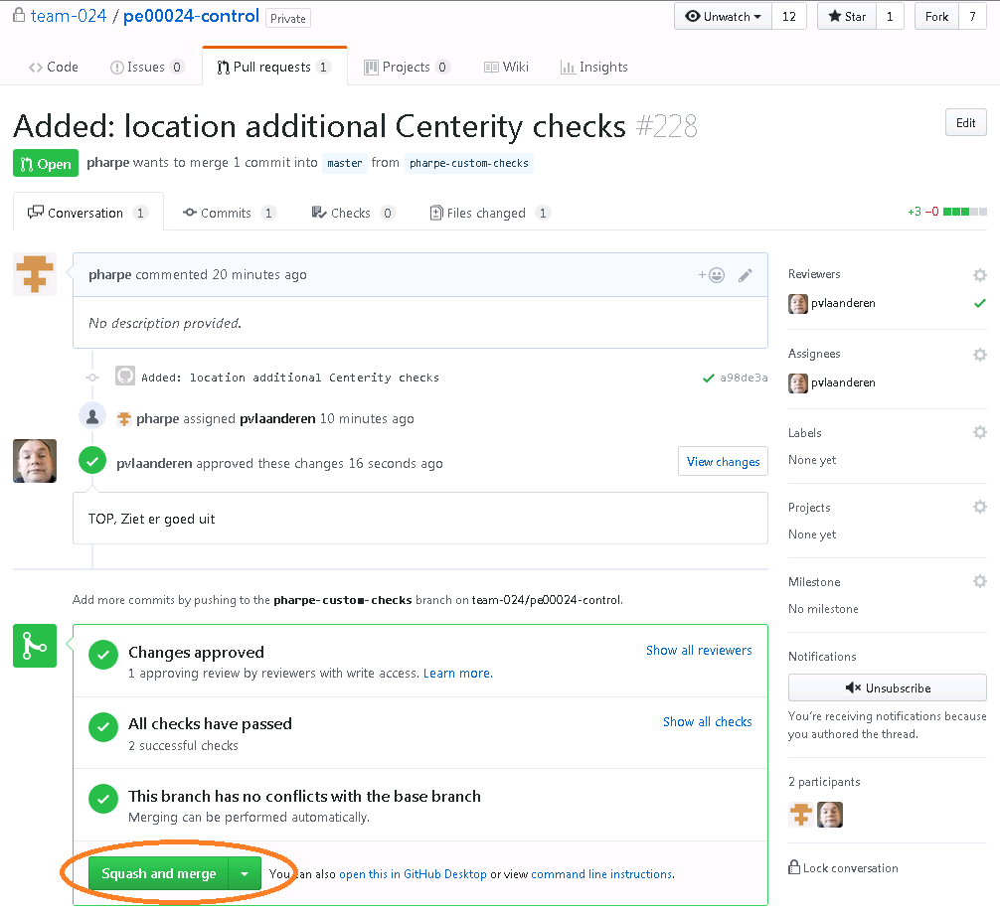 team-024 / pe00024-control Private Unwatch 12 Star 1 Fork 7
Code Issues 0 Pull requests 1 Projects 0 Wiki Insights
Added: location additional Centerity checks #228 Edit
Open pharpe wants to merge 1 commit into master from pharpe-custom-checks
Conversation 1 Commits 1 Checks 0 Files changed 1 +3 −0
pharpe commented 20 minutes ago
No description provided.
Added: location additional Centerity checks a98de3a
pharpe assigned pvlaanderen 10 minutes ago
pvlaanderen approved these changes 16 seconds ago View changes
TOP, Ziet er goed uit
Add more commits by pushing to the pharpe-custom-checks branch on team-024/pe00024-control.
Changes approved Show all reviewers
1 approving review by reviewers with write access. Learn more.
All checks have passed Show all checks
2 successful checks
This branch has no conflicts with the base branch
Merging can be performed automatically.
Squash and merge You can also open this in GitHub Desktop or view command line instructions.
Reviewers
pvlaanderen
Assignees
pvlaanderen
Labels
None yet
Projects
None yet
Milestone
No milestone
Notifications
Unsubscribe
You're receiving notifications because
you authored the thread.
2 participants
Lock conversation